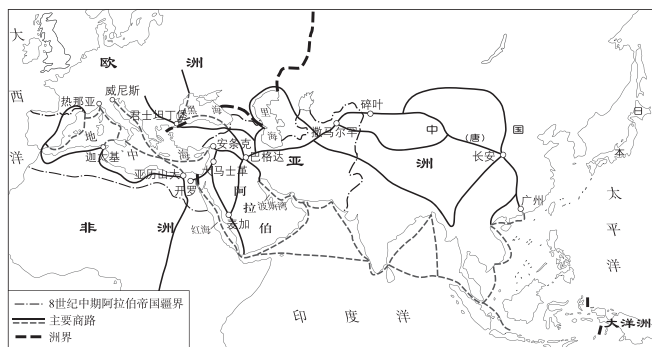 大西洋
欧洲
威尼斯
热那亚
君士坦丁堡
黑海
里海
碎叶
撒马尔罕
中国
(唐)
日本
地中海
迦太基
安条克
巴格达
亚洲
长安
亚历山大
大马士革
开罗
阿拉伯
波斯湾
广州
太平洋
非洲
红海
麦加
印度洋
大洋洲
8世纪中期阿拉伯帝国疆界
主要商路
洲界